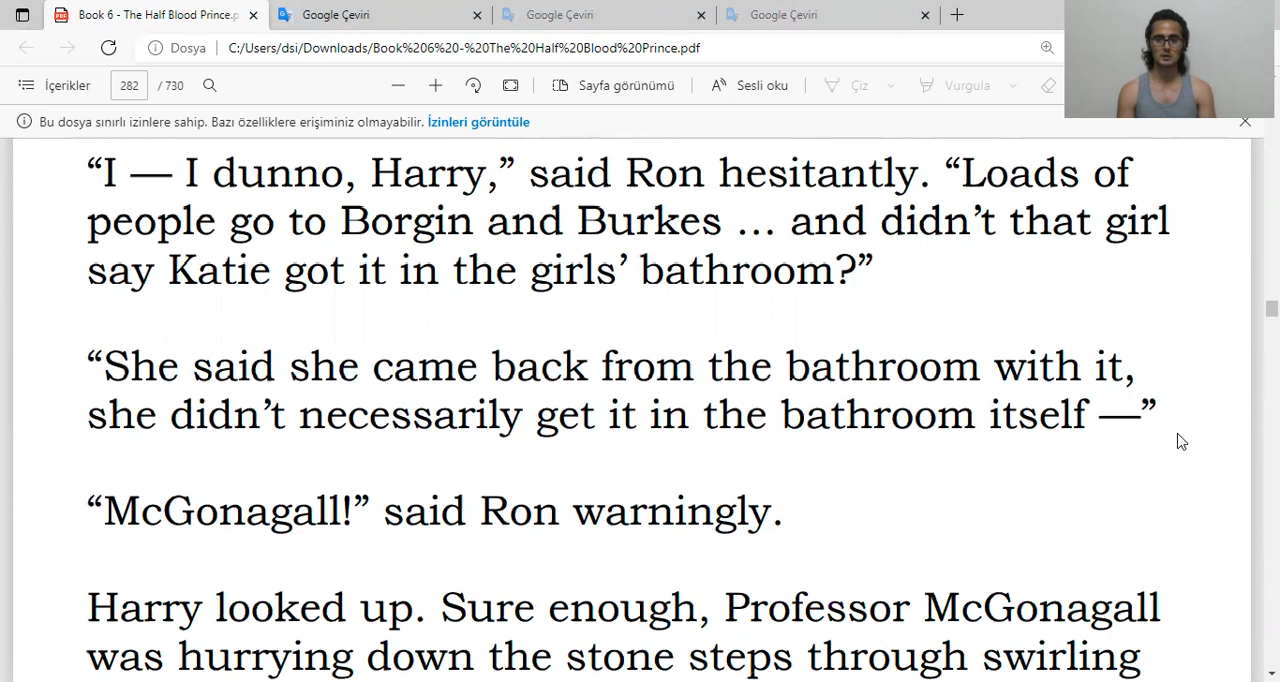 Book 6 - The Half Blood Prince.p
Google Çeviri
Google Çeviri
Google Çeviri
Dosya
C:/Users/dsi/Downloads/Book%206%20-%20The%20Half%20Blood%20Prince.pdf
İçerikler
282
/ 730
Sayfa görünümü
Sesli oku
Çiz
Vurgula
Bu dosya sınırlı izinlere sahip. Bazı özelliklere erişiminiz olmayabilir. İzinleri görüntüle
“I — I dunno, Harry,” said Ron hesitantly. “Loads of
people go to Borgin and Burkes … and didn’t that girl
say Katie got it in the girls’ bathroom?”
“She said she came back from the bathroom with it,
she didn’t necessarily get it in the bathroom itself —”
“McGonagall!” said Ron warningly.
Harry looked up. Sure enough, Professor McGonagall
was hurrying down the stone steps through swirling